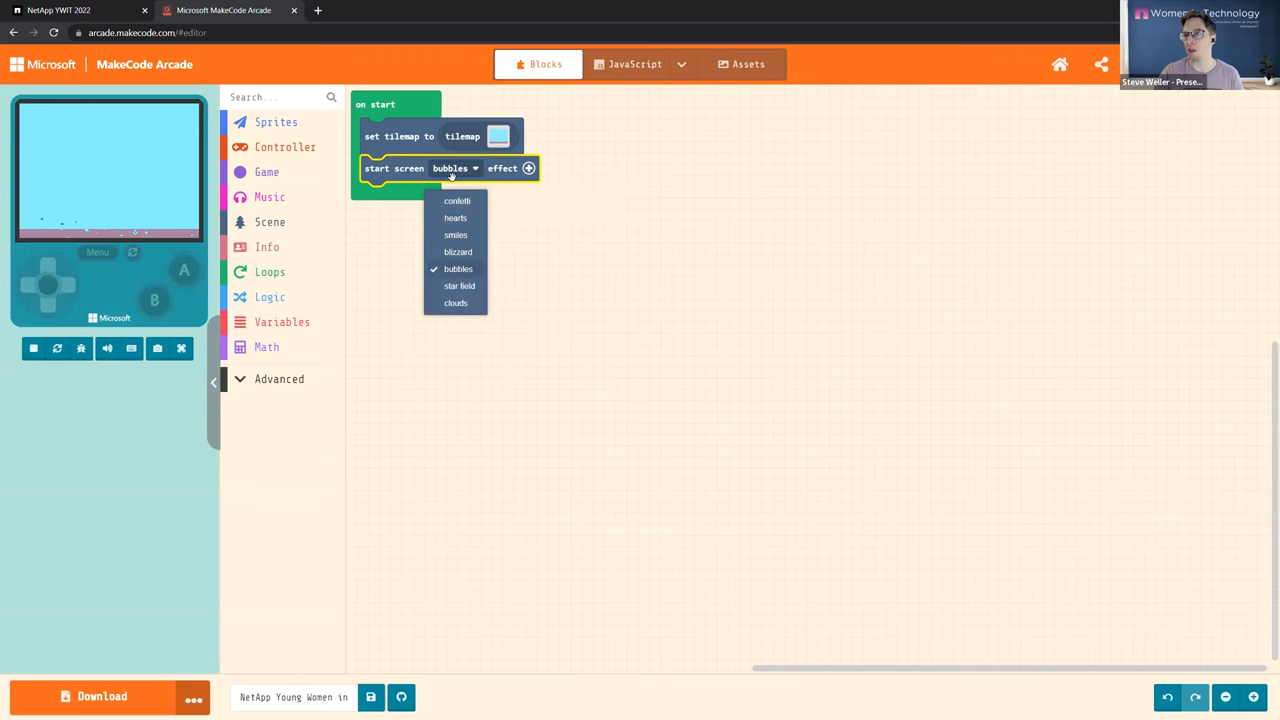 NetApp YWIT 2022
Microsoft MakeCode Arcade
arcade.makecode.com/#editor
Women in Technology
Steve Weller - Prese...
Microsoft
MakeCode Arcade
Blocks
JavaScript
Assets
Search...
Sprites
Controller
Game
Music
Scene
Info
Loops
Logic
Variables
Math
Advanced
Menu
A
B
Microsoft
on start
set tilemap to tilemap
start screen bubbles effect
confetti
hearts
smiles
blizzard
bubbles
star field
clouds
Download
NetApp Young Women in